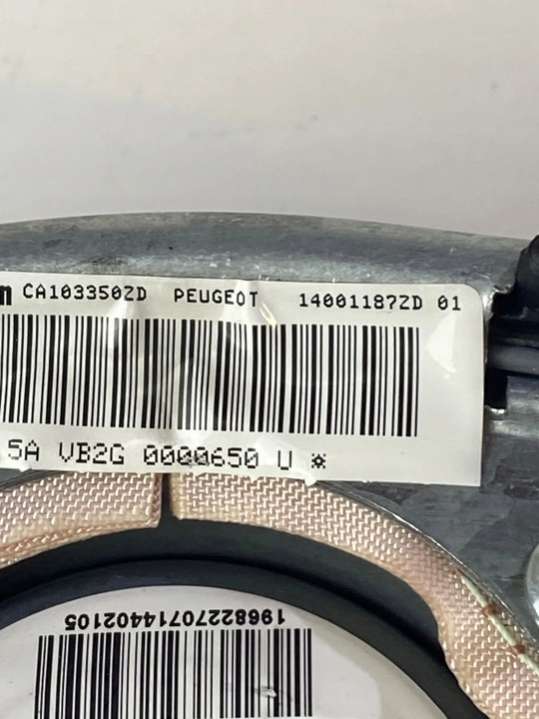 m CA103350ZD PEUGEOT 14001187ZD 01
5A VB2G 0000650 U *
19682270714402105